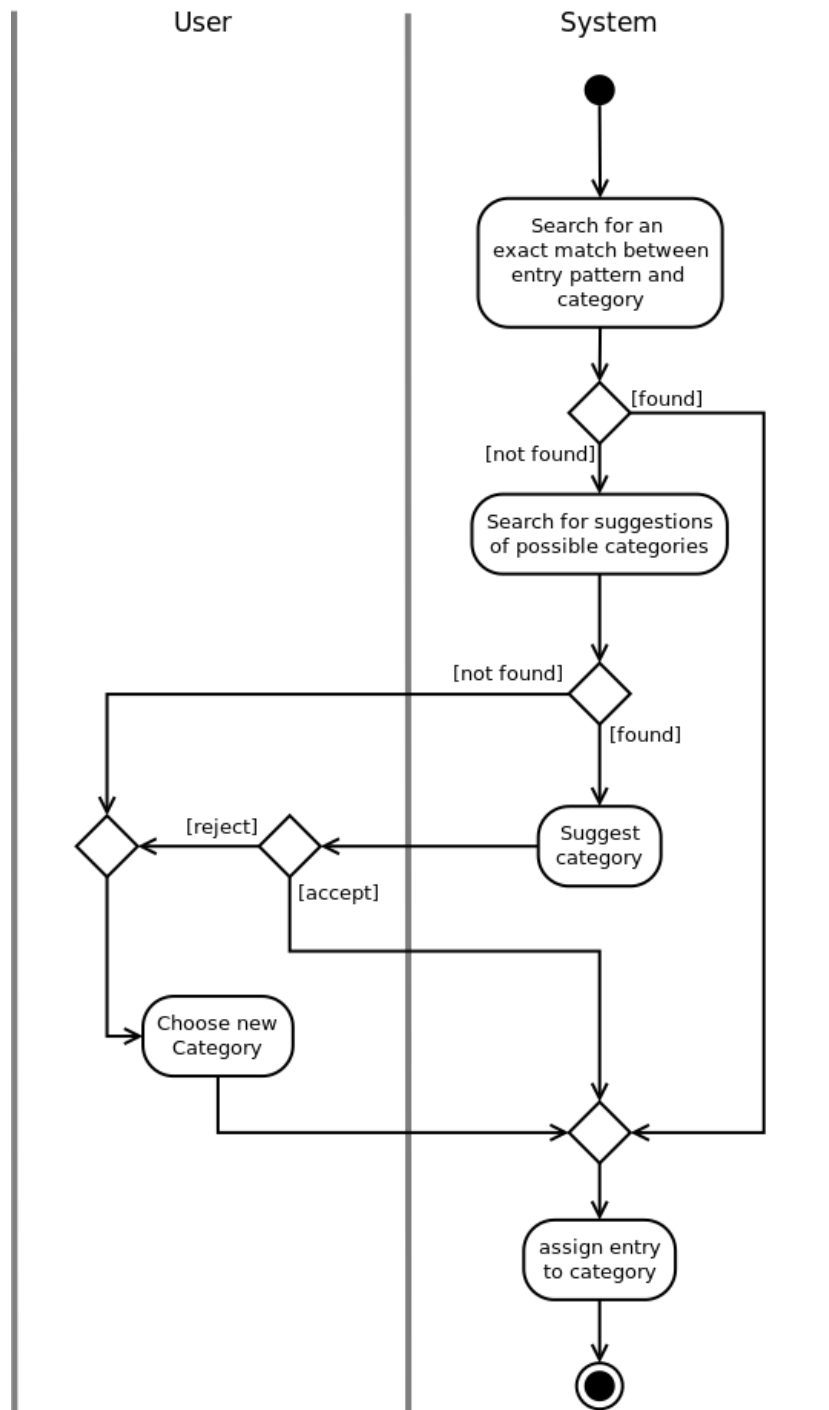 User
System
Search for an
exact match between
entry pattern and
category
[found]
[not found]
Search for suggestions
of possible categories
[not found]
[found]
[reject]
Suggest
category
[accept]
Choose new
Category
assign entry
to category